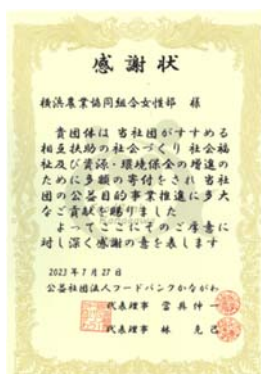 感謝状
横浜農業協同組合女性部 様
貴団体は 当社団がすすめる
相互扶助の社会づくり 社会福
祉及び資源・環境保全の増進の
ために多額の寄付をされ 当社
団の公益目的事業推進に多大
なご貢献を賜りました
よってここにそのご厚意に
対し深く感謝の意を表します
2023年7月27日
公益社団法人フードバンクかながわ
代表理事 當具伸一
代表理事 林 克己